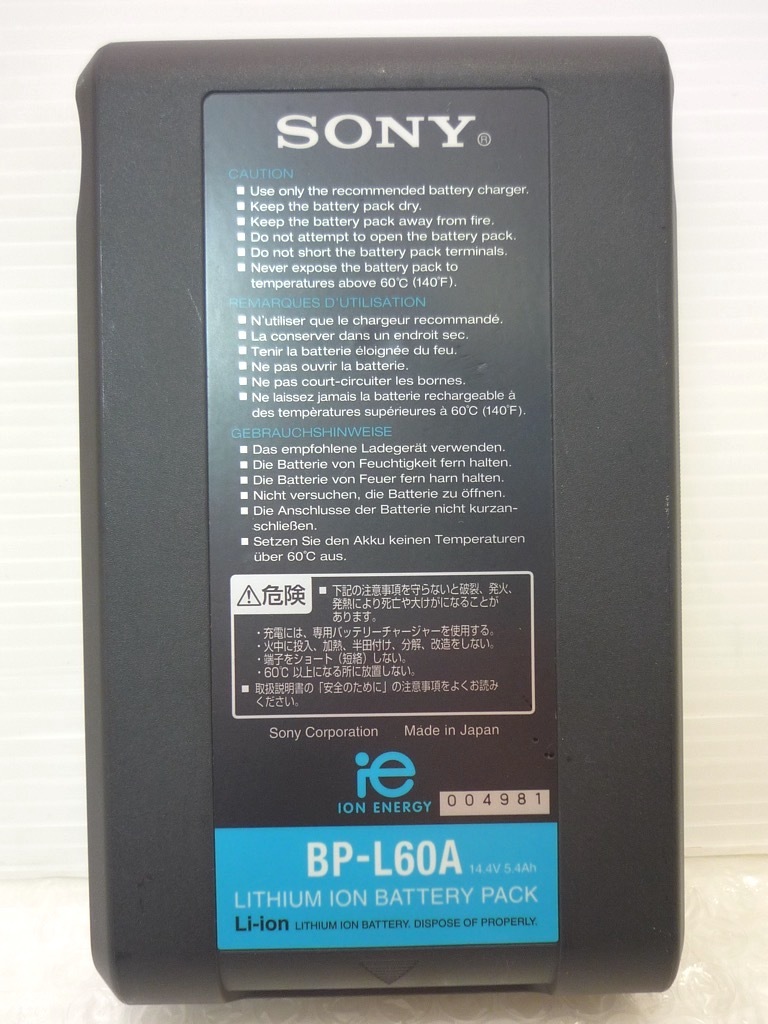 SONY®
CAUTION
■ Use only the recommended battery charger.
■ Keep the battery pack dry.
■ Keep the battery pack away from fire.
■ Do not attempt to open the battery pack.
■ Do not short the battery pack terminals.
■ Never expose the battery pack to
temperatures above 60°C (140°F).
REMARQUES D'UTILISATION
■ N'utiliser que le chargeur recommandé.
■ La conserver dans un endroit sec.
■ Tenir la batterie éloignée du feu.
■ Ne pas ouvrir la batterie.
■ Ne pas court-circuiter les bornes.
■ Ne laissez jamais la batterie rechargeable à
des tempèratures supérieures à 60°C (140°F).
GEBRAUCHSHINWEISE
■ Das empfohlene Ladegerät verwenden.
■ Die Batterie von Feuchtigkeit fern halten.
■ Die Batterie von Feuer fern harn halten.
■ Nicht versuchen, die Batterie zu öffnen.
■ Die Anschlusse der Batterie nicht kurzan-
schließen.
■ Setzen Sie den Akku keinen Temperaturen
über 60°C aus.
⚠危険
■ 下記の注意事項を守らないと破裂、発火、
発熱により死亡や大けがになることが
あります。
・充電には、専用バッテリーチャージャーを使用する。
・火中に投入、加熱、半田付け、分解、改造をしない。
・端子をショート（短絡）しない。
・60℃以上になる所に放置しない。
■ 取扱説明書の「安全のために」の注意事項をよくお読み
ください。
Sony Corporation Made in Japan
ie
ION ENERGY 004981
BP-L60A 14.4V 5.4Ah
LITHIUM ION BATTERY PACK
Li-ion LITHIUM ION BATTERY. DISPOSE OF PROPERLY.